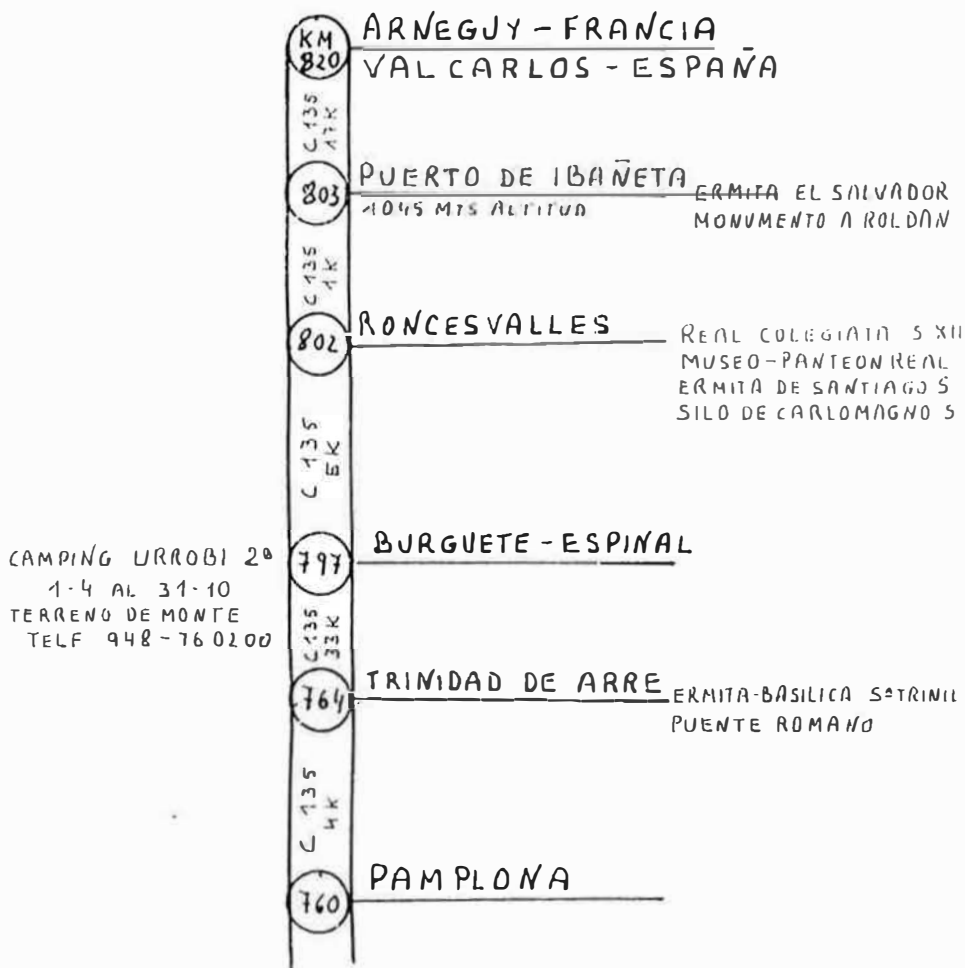 KM
820
ARNEGUY - FRANCIA
VALCARLOS - ESPAÑA
C 135
17K
803
PUERTO DE IBAÑETA
1045 MTS ALTITUD
ERMITA EL SALVADOR
MONUMENTO A ROLDAN
C 135
1K
802
RONCESVALLES
REAL COLEGIATA S XII
MUSEO-PANTEON REAL
ERMITA DE SANTIAGO S
SILO DE CARLOMAGNO S
C 135
5K
797
BURGUETE - ESPINAL
CAMPING URROBI 2ª
1-4 AL 31-10
TERRENO DE MONTE
TELF 948-760200
C 135
33K
764
TRINIDAD DE ARRE
ERMITA-BASILICA Sª
PUENTE ROMANO
C 135
4K
760
PAMPLONA